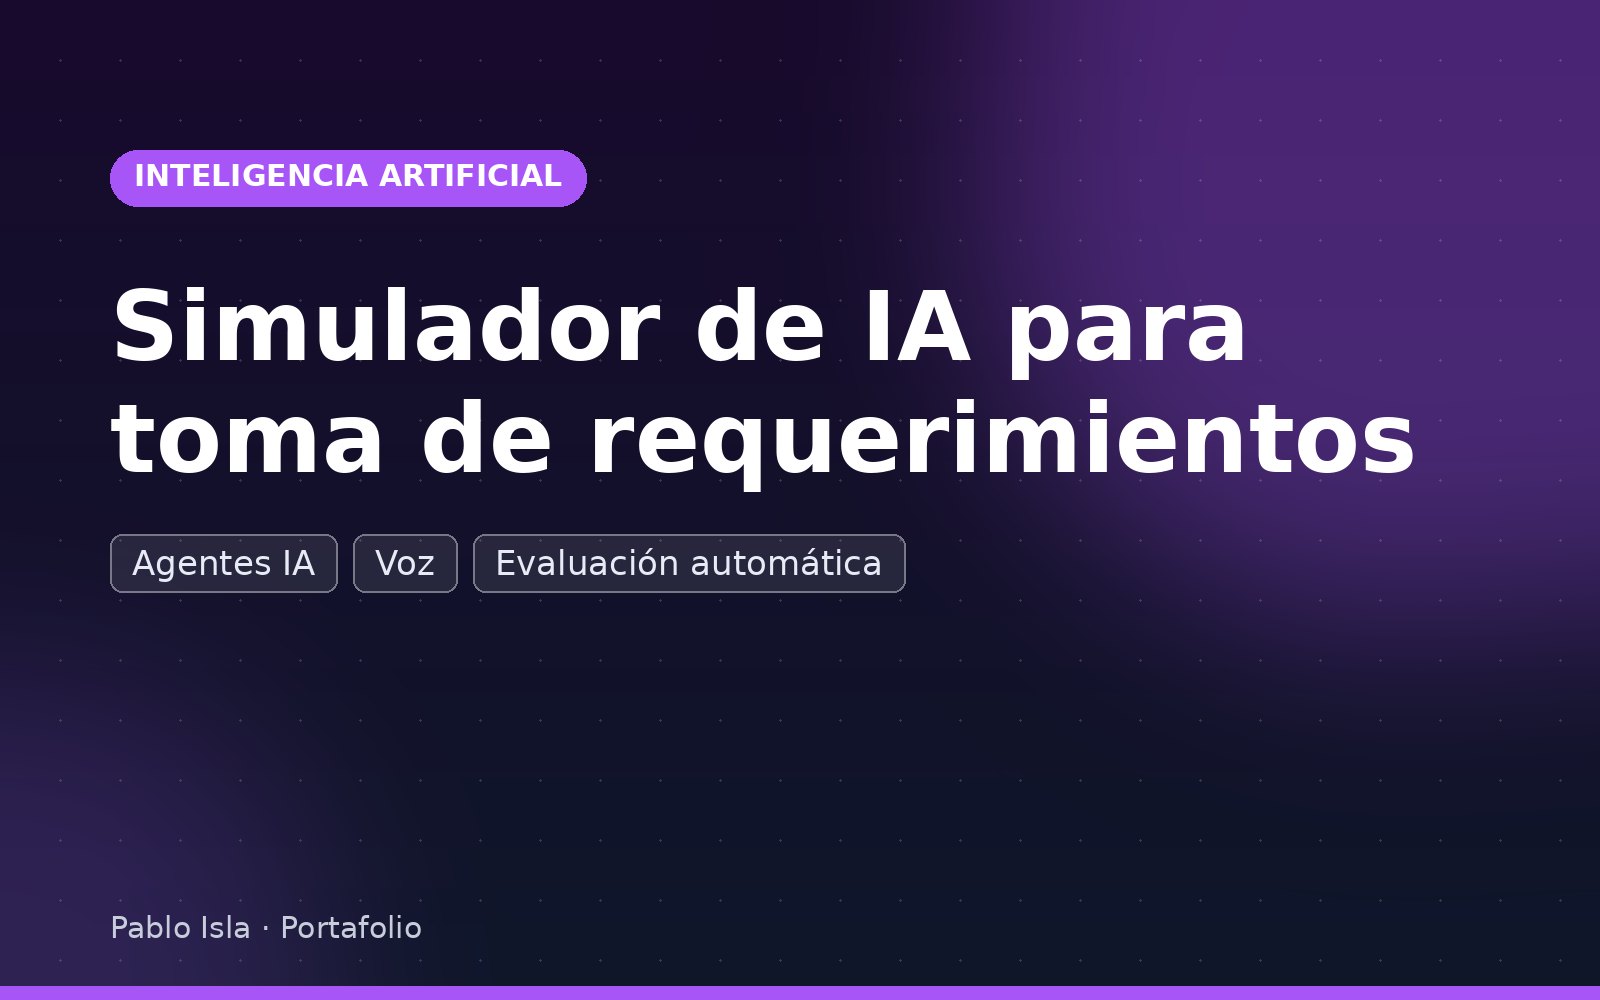 INTELIGENCIA ARTIFICIAL
Simulador de IA para
toma de requerimientos
Agentes IA Voz Evaluación automática
Pablo Isla · Portafolio